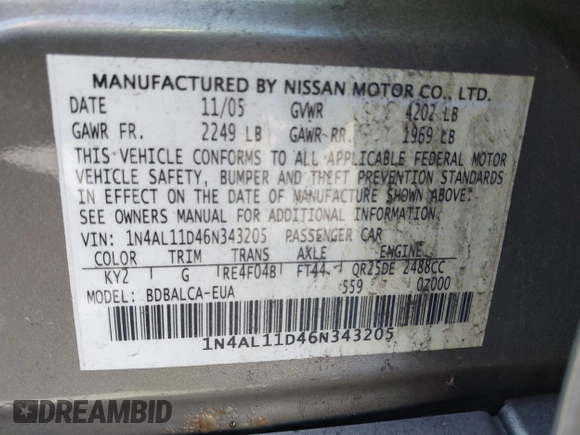 MANUFACTURED BY NISSAN MOTOR CO., LTD.
DATE 11/05 GVWR 4202 LB
GAWR FR. 2249 LB GAWR-RR. 1969 LB
THIS VEHICLE CONFORMS TO ALL APPLICABLE FEDERAL MOTOR
VEHICLE SAFETY, BUMPER AND THEFT PREVENTION STANDARDS
IN EFFECT ON THE DATE OF MANUFACTURE SHOWN ABOVE.
SEE OWNERS MANUAL FOR ADDITIONAL INFORMATION.
VIN: 1N4AL11D46N343205 PASSENGER CAR
COLOR TRIM TRANS AXLE ENGINE
KY2 G RE4F04B FT44 QR25DE 2488CC
MODEL: BDBALCA-EUA 559 0Z000
1N4AL11D46N343205
DREAMBID